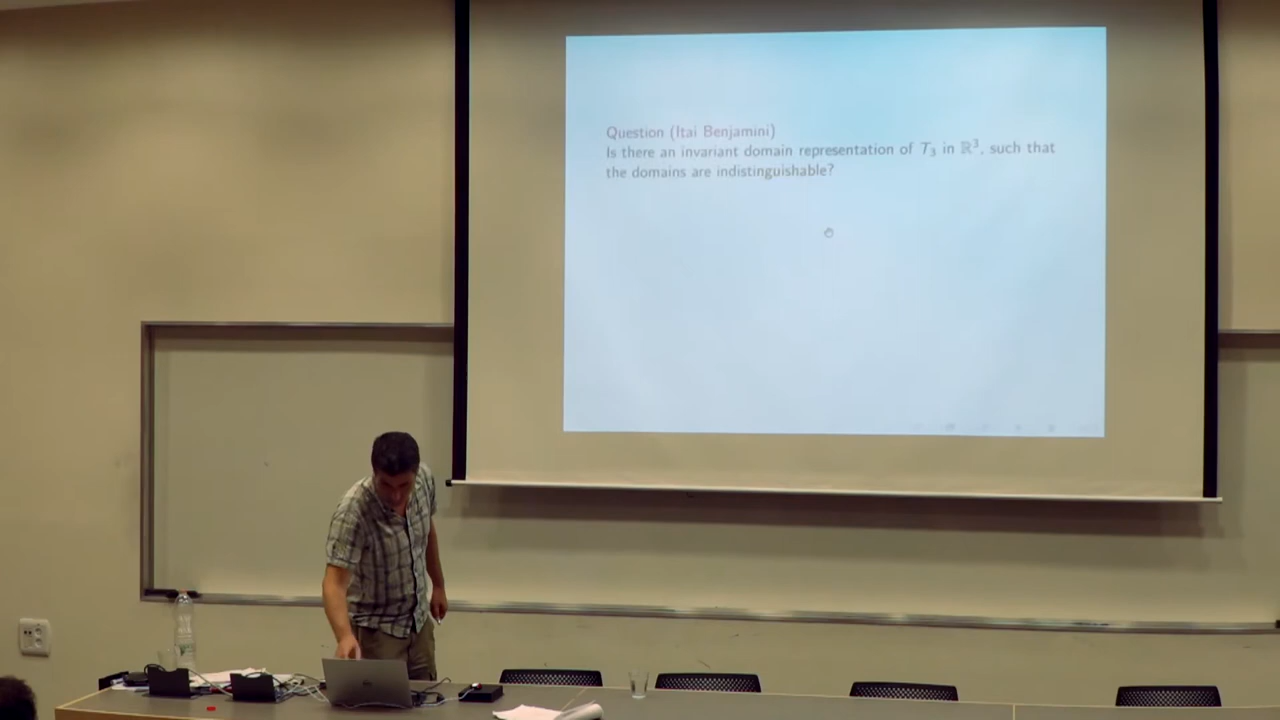 Question (Itai Benjamini)
Is there an invariant domain representation of T₃ in ℝ³, such that
the domains are indistinguishable?